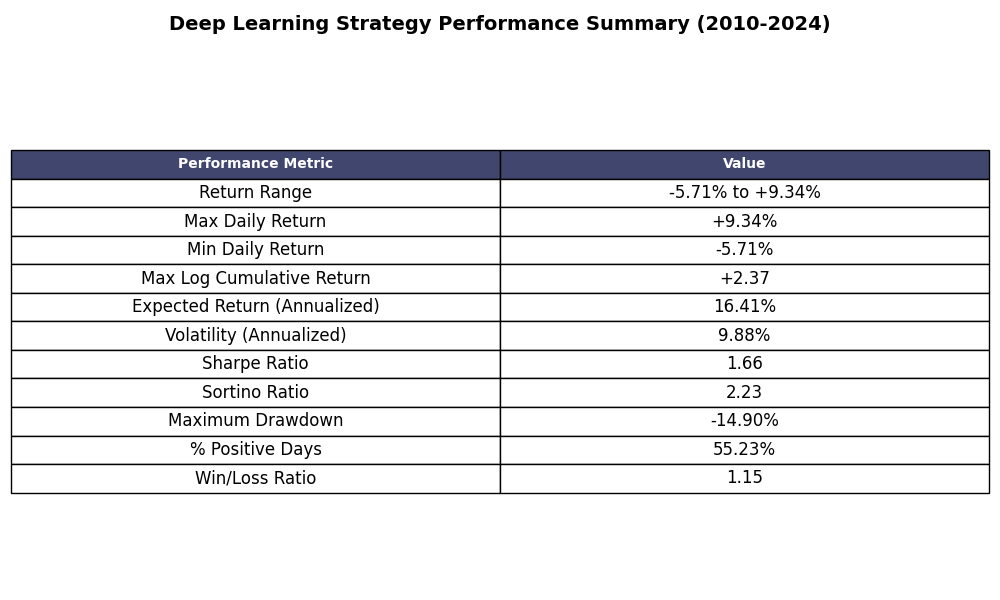 Deep Learning Strategy Performance Summary (2010-2024)
Performance Metric Value
Return Range -5.71% to +9.34%
Max Daily Return +9.34%
Min Daily Return -5.71%
Max Log Cumulative Return +2.37
Expected Return (Annualized) 16.41%
Volatility (Annualized) 9.88%
Sharpe Ratio 1.66
Sortino Ratio 2.23
Maximum Drawdown -14.90%
% Positive Days 55.23%
Win/Loss Ratio 1.15